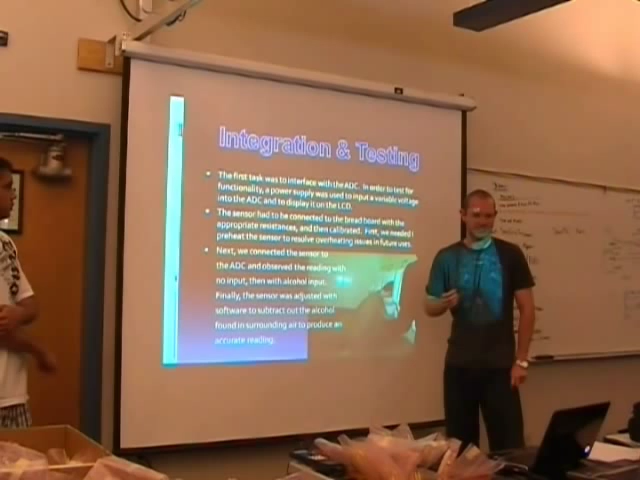 Integration & Testing
• The first task was to interface with the ADC. In order to test for
functionality, a power supply was used to input a variable voltage
into the ADC and to display it on the LCD.
• The sensor had to be connected to the bread board with the
appropriate resistances, and then calibrated. First, we needed
preheat the sensor to resolve overheating issues in future uses.
• Next, we connected the sensor to
the ADC and observed the reading with
no input, then with alcohol input.
Finally, the sensor was adjusted with
software to subtract out the alcohol
found in surrounding air to produce an
accurate reading.